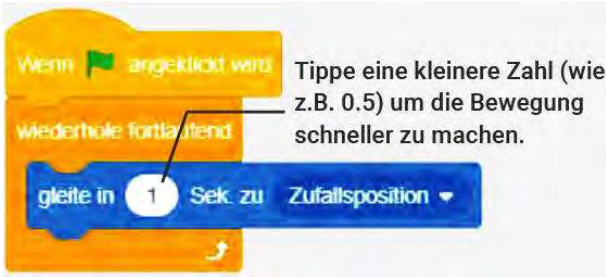 Wenn angeklickt wird
Tippe eine kleinere Zahl (wie
z.B. 0.5) um die Bewegung
schneller zu machen.
wiederhole fortlaufend
gleite in 1 Sek. zu Zufallsposition